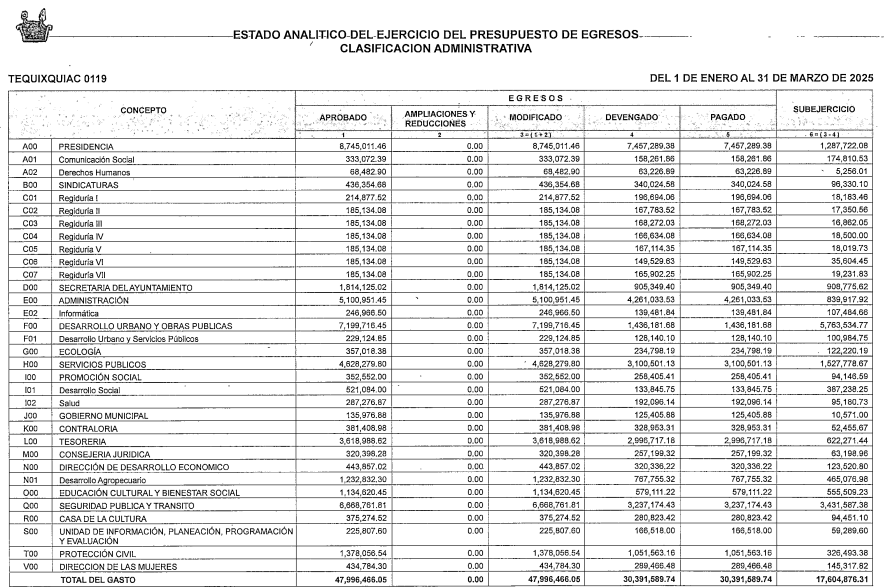 ESTADO ANALITICO DEL EJERCICIO DEL PRESUPUESTO DE EGRESOS
CLASIFICACION ADMINISTRATIVA
TEQUIXQUIAC 0119 DEL 1 DE ENERO AL 31 DE MARZO DE 2025
CONCEPTO EGRESOS SUBEJERCICIO
APROBADO AMPLIACIONES Y REDUCCIONES MODIFICADO DEVENGADO PAGADO
1 2 3=(1+2) 4 5 6=(3-4)
A00 PRESIDENCIA 8,745,011.46 0.00 8,745,011.46 7,457,289.38 7,457,289.38 1,287,722.08
A01 Comunicación Social 333,072.39 0.00 333,072.39 158,261.86 158,261.86 174,810.53
A02 Derechos Humanos 68,482.90 0.00 68,482.90 63,226.89 63,226.89 5,256.01
B00 SINDICATURAS 436,354.68 0.00 436,354.68 340,024.58 340,024.58 96,330.10
C01 Regiduría I 214,877.52 0.00 214,877.52 196,694.06 196,694.06 18,183.46
C02 Regiduría II 185,134.08 0.00 185,134.08 167,783.52 167,783.52 17,350.56
C03 Regiduría III 185,134.08 0.00 185,134.08 168,272.03 168,272.03 16,862.05
C04 Regiduría IV 185,134.08 0.00 185,134.08 166,634.08 166,634.08 18,500.00
C05 Regiduría V 185,134.08 0.00 185,134.08 167,114.35 167,114.35 18,019.73
C06 Regiduría VI 185,134.08 0.00 185,134.08 149,529.63 149,529.63 35,604.45
C07 Regiduría VII 185,134.08 0.00 185,134.08 165,902.25 165,902.25 19,231.83
D00 SECRETARIA DEL AYUNTAMIENTO 1,814,125.02 0.00 1,814,125.02 905,349.40 905,349.40 908,775.62
E00 ADMINISTRACIÓN 5,100,951.45 0.00 5,100,951.45 4,261,033.53 4,261,033.53 839,917.92
E02 Informática 246,966.50 0.00 246,966.50 139,481.84 139,481.84 107,484.66
F00 DESARROLLO URBANO Y OBRAS PUBLICAS 7,199,716.45 0.00 7,199,716.45 1,436,181.68 1,436,181.68 5,763,534.77
F01 Desarrollo Urbano y Servicios Públicos 229,124.85 0.00 229,124.85 128,140.10 128,140.10 100,984.75
G00 ECOLOGÍA 357,018.38 0.00 357,018.38 234,798.19 234,798.19 122,220.19
H00 SERVICIOS PUBLICOS 4,628,279.80 0.00 4,628,279.80 3,100,501.13 3,100,501.13 1,527,778.67
I00 PROMOCIÓN SOCIAL 352,552.00 0.00 352,552.00 258,405.41 258,405.41 94,146.59
I01 Desarrollo Social 521,084.00 0.00 521,084.00 133,845.75 133,845.75 387,238.25
I02 Salud 287,276.87 0.00 287,276.87 192,096.14 192,096.14 95,180.73
J00 GOBIERNO MUNICIPAL 135,976.88 0.00 135,976.88 125,405.88 125,405.88 10,571.00
K00 CONTRALORIA 381,408.98 0.00 381,408.98 328,953.31 328,953.31 52,455.67
L00 TESORERIA 3,618,988.62 0.00 3,618,988.62 2,996,717.18 2,996,717.18 622,271.44
M00 CONSEJERIA JURIDICA 320,398.28 0.00 320,398.28 257,199.32 257,199.32 63,198.96
N00 DIRECCIÓN DE DESARROLLO ECONOMICO 443,857.02 0.00 443,857.02 320,336.22 320,336.22 123,520.80
N01 Desarrollo Agropecuario 1,232,832.30 0.00 1,232,832.30 767,755.32 767,755.32 465,076.98
O00 EDUCACIÓN CULTURAL Y BIENESTAR SOCIAL 1,134,620.45 0.00 1,134,620.45 579,111.22 579,111.22 555,509.23
Q00 SEGURIDAD PUBLICA Y TRANSITO 6,668,761.81 0.00 6,668,761.81 3,237,174.43 3,237,174.43 3,431,587.38
R00 CASA DE LA CULTURA 375,274.52 0.00 375,274.52 280,823.42 280,823.42 94,451.10
S00 UNIDAD DE INFORMACIÓN, PLANEACIÓN, PROGRAMACIÓN 225,807.60 0.00 225,807.60 166,518.00 166,518.00 59,289.60
Y EVALUACIÓN
T00 PROTECCIÓN CIVIL 1,378,056.54 0.00 1,378,056.54 1,051,563.16 1,051,563.16 326,493.38
V00 DIRECCION DE LAS MUJERES 434,784.30 0.00 434,784.30 289,466.48 289,466.48 145,317.82
TOTAL DEL GASTO 47,996,466.05 0.00 47,996,466.05 30,391,589.74 30,391,589.74 17,604,876.31